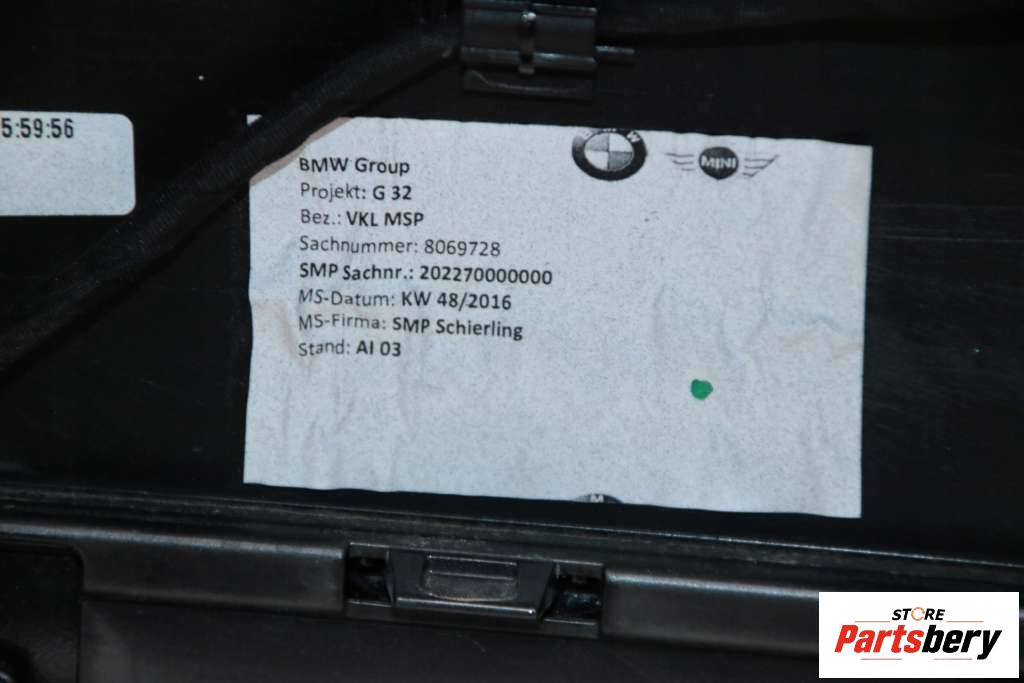 5:59:56
BMW Group
Projekt: G 32
Bez.: VKL MSP
Sachnummer: 8069728
SMP Sachnr.: 202270000000
MS-Datum: KW 48/2016
MS-Firma: SMP Schierling
Stand: AI 03
MINI
STORE
Partsbery